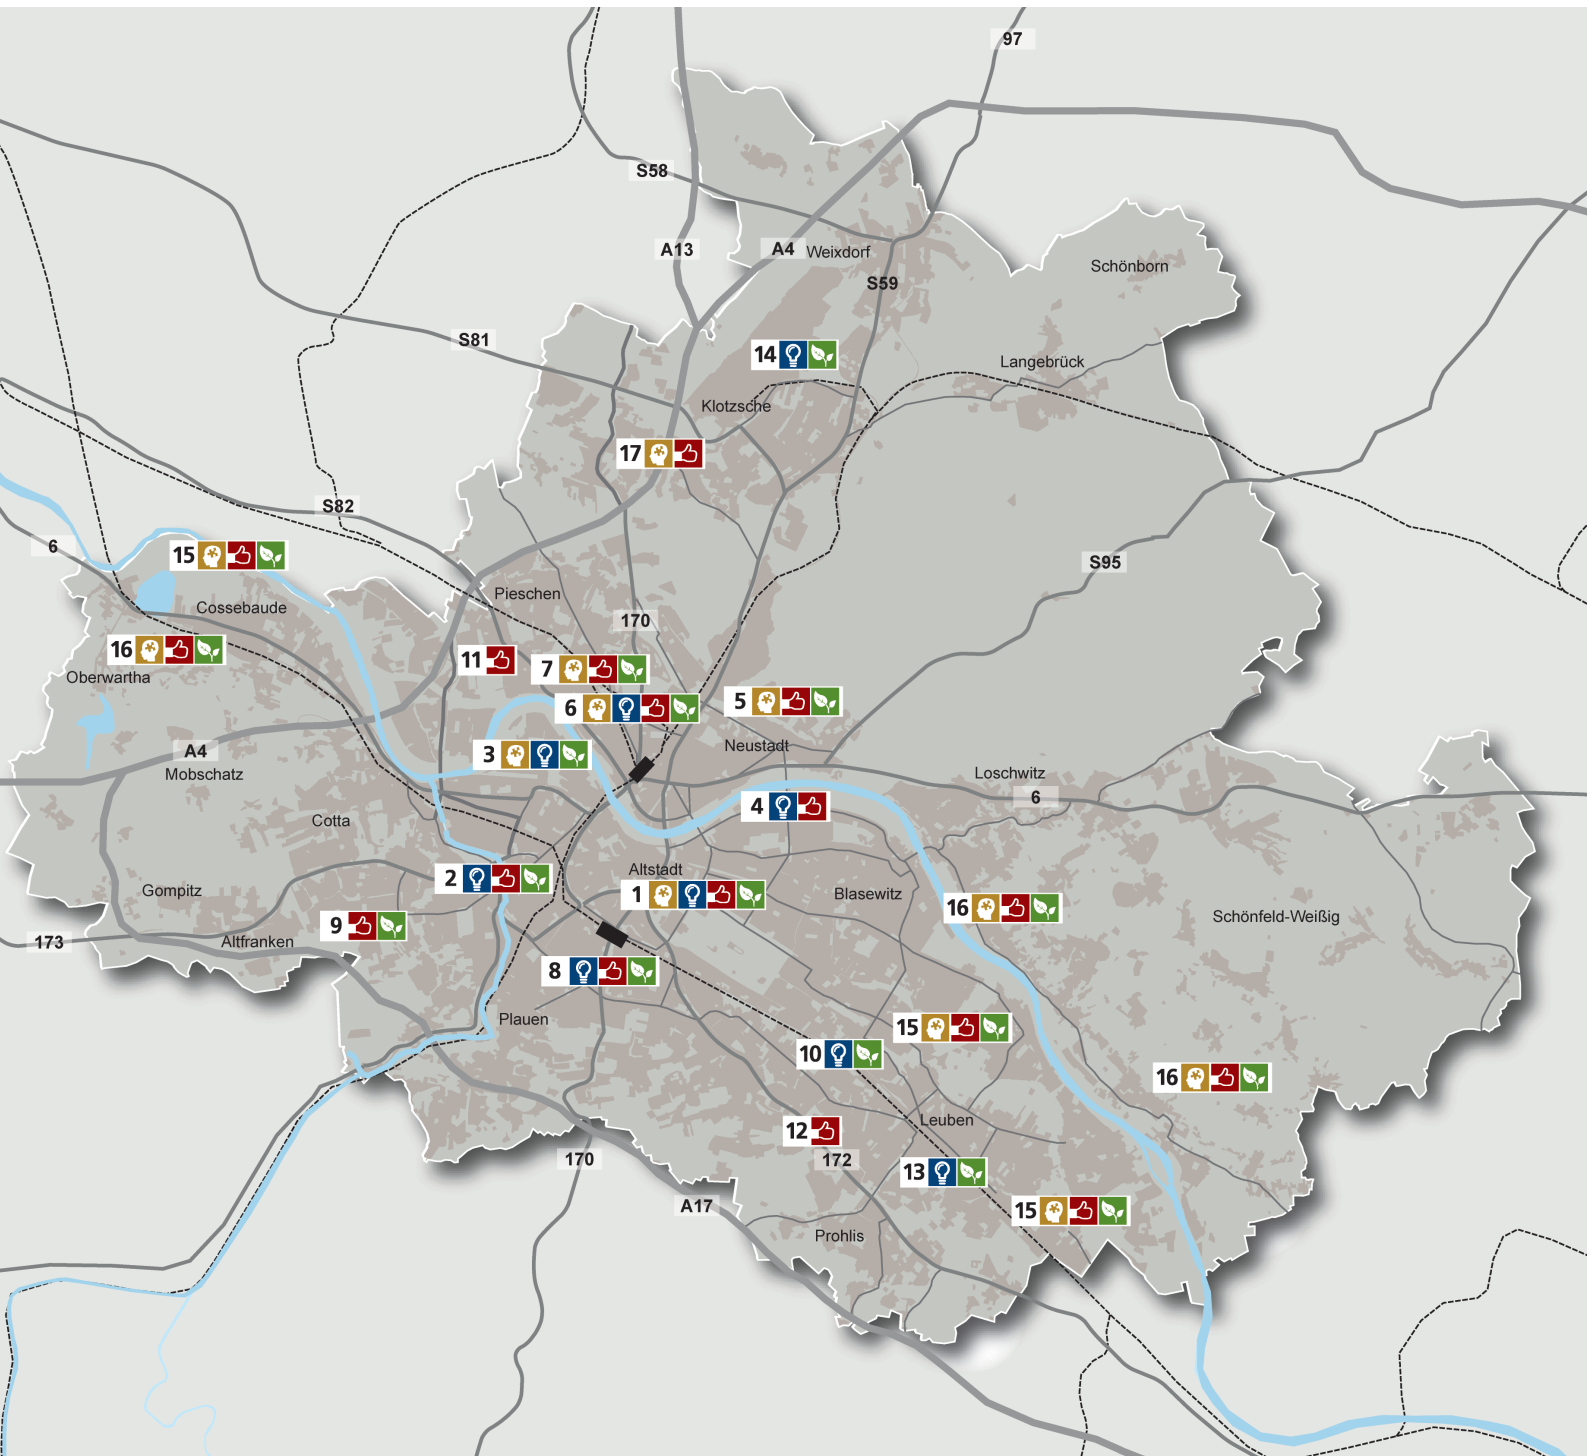 97
S58
A13
A4
Weixdorf
Schönborn
S59
S81
14
Langebrück
Klotzsche
17
S82
6
15
S95
Pieschen
Cossebaude
170
16
11
7
Oberwartha
6
5
Neustadt
A4
3
Mobschatz
Loschwitz
6
4
Cotta
Altstadt
2
Gompitz
1
Blasewitz
16
Schönfeld-Weißig
9
173
Altfranken
8
Plauen
15
10
16
Leuben
12
170
172
13
A17
15
Prohlis